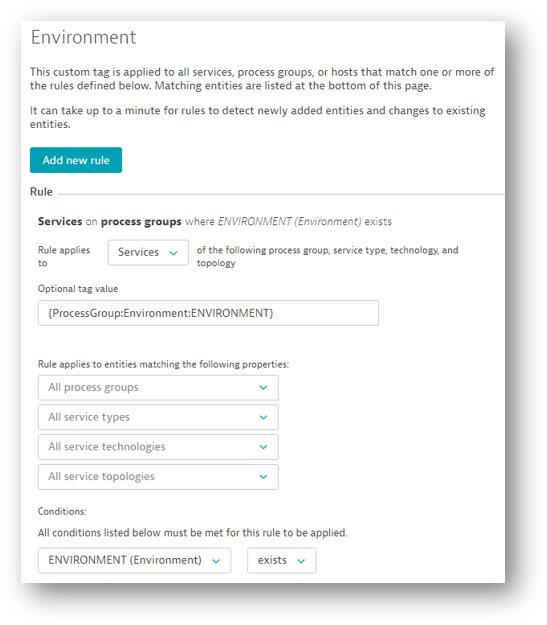 Environment
This custom tag is applied to all services, process groups, or hosts that match one or more of
the rules defined below. Matching entities are listed at the bottom of this page.
It can take up to a minute for rules to detect newly added entities and changes to existing
entities.
Add new rule
Rule
Services on process groups where ENVIRONMENT (Environment) exists
Rule applies
to
Services
of the following process group, service type, technology, and
topology
Optional tag value
{ProcessGroup:Environment:ENVIRONMENT}
Rule applies to entities matching the following properties:
All process groups
All service types
All service technologies
All service topologies
Conditions:
All conditions listed below must be met for this rule to be applied.
ENVIRONMENT (Environment)
exists